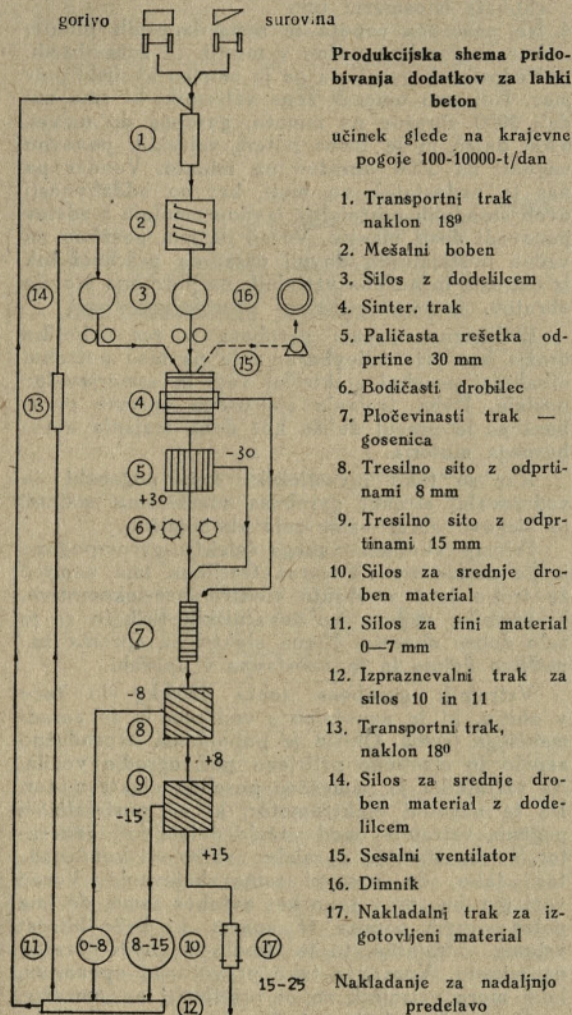 gorivo
surovina
Produkcijska shema prido-
bivanja dodatkov za lahki
beton
učinek glede na krajevne
pogoje 100-10000-t/dan
1. Transportni trak
naklon 18⁰
2. Mešalni boben
3. Silos z dodelilcem
4. Sinter. trak
5. Paličasta rešetka od-
prtine 30 mm
6. Bodičasti drobilec
7. Pločevinasti trak —
gosenica
8. Tresilno sito z odprti-
nami 8 mm
9. Tresilno sito z odpr-
tinami 15 mm
10. Silos za srednje dro-
ben material
11. Silos za fini material
0—7 mm
12. Izpraznevalni trak za
silos 10 in 11
13. Transportni trak,
naklon 18⁰
14. Silos za srednje dro-
ben material z dode-
lilcem
15. Sesalni ventilator
16. Dimnik
17. Nakladalni trak za iz-
gotovljeni material
Nakladanje za nadaljnjo
predelavo
1
2
14
3
16
15
13
4
5
-30
+30
6
7
-8
8
+8
9
-15
+15
11
0-8
8-15
10
17
15-25
12